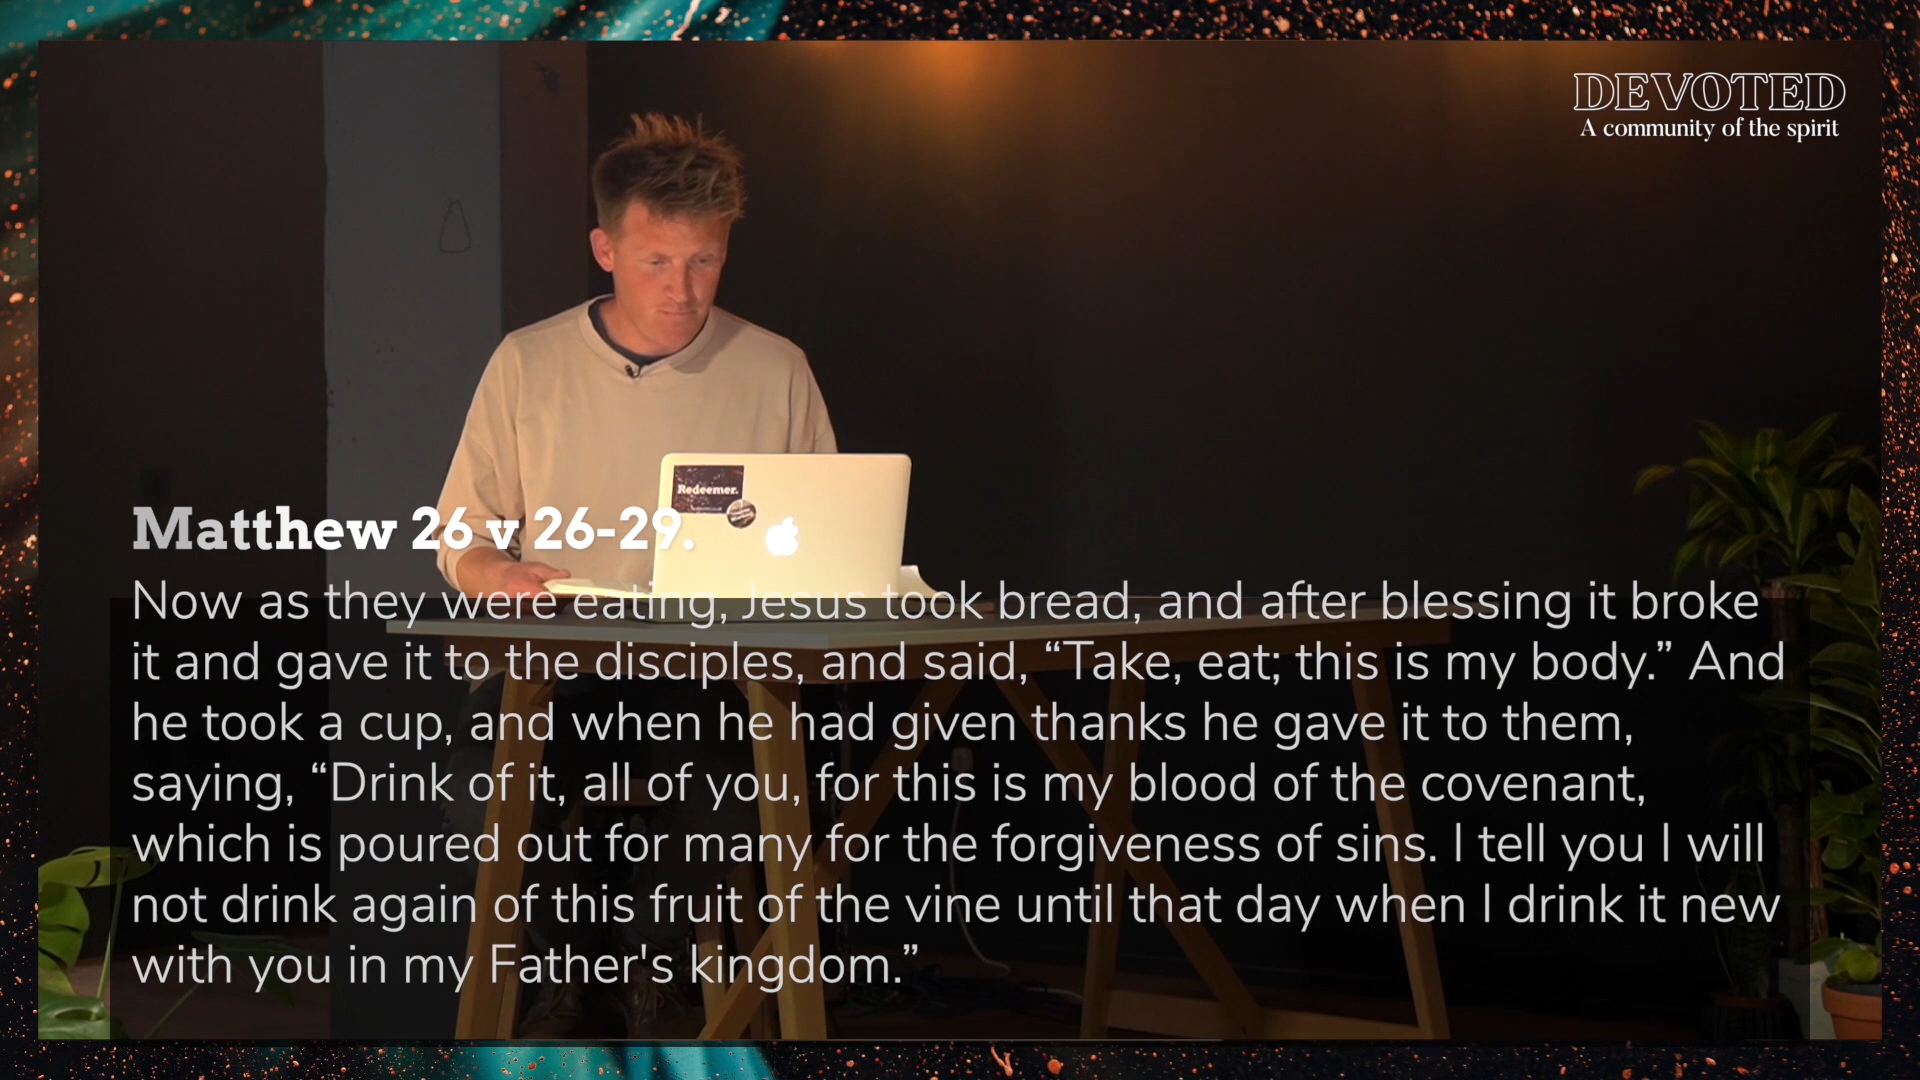 DEVOTED
A community of the spirit
Redeemer.
Matthew 26 v 26-29.
Now as they were eating, Jesus took bread, and after blessing it broke
it and gave it to the disciples, and said, “Take, eat; this is my body.” And
he took a cup, and when he had given thanks he gave it to them,
saying, “Drink of it, all of you, for this is my blood of the covenant,
which is poured out for many for the forgiveness of sins. I tell you I will
not drink again of this fruit of the vine until that day when I drink it new
with you in my Father's kingdom.”